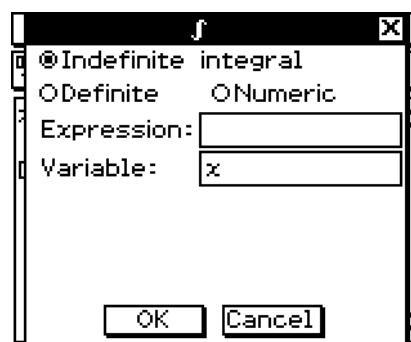 ∫
Indefinite integral
Definite Numeric
Expression:
Variable: x
OK Cancel